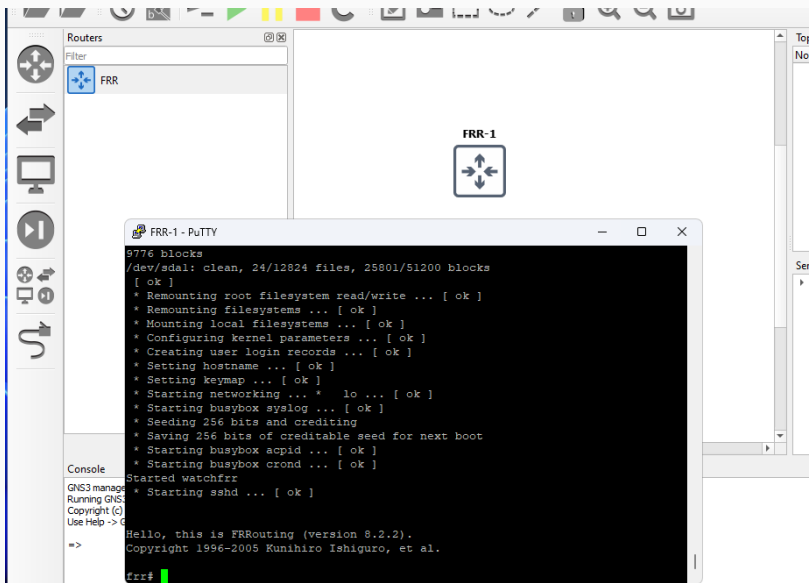 Routers
Filter
FRR
FRR-1
Top
No
Ser
FRR-1 - PuTTY
9776 blocks
/dev/sda1: clean, 24/12824 files, 25801/51200 blocks
[ ok ]
* Remounting root filesystem read/write ... [ ok ]
* Remounting filesystems ... [ ok ]
* Mounting local filesystems ... [ ok ]
* Configuring kernel parameters ... [ ok ]
* Creating user login records ... [ ok ]
* Setting hostname ... [ ok ]
* Setting keymap ... [ ok ]
* Starting networking ... *   lo ... [ ok ]
* Starting busybox syslog ... [ ok ]
* Seeding 256 bits and crediting
* Saving 256 bits of creditable seed for next boot
* Starting busybox acpid ... [ ok ]
* Starting busybox crond ... [ ok ]
Started watchfrr
* Starting sshd ... [ ok ]
Hello, this is FRRouting (version 8.2.2).
Copyright 1996-2005 Kunihiro Ishiguro, et al.
frr#
Console
GNS3 manage
Running GNS3
Copyright (c)
Use Help -> G
=>